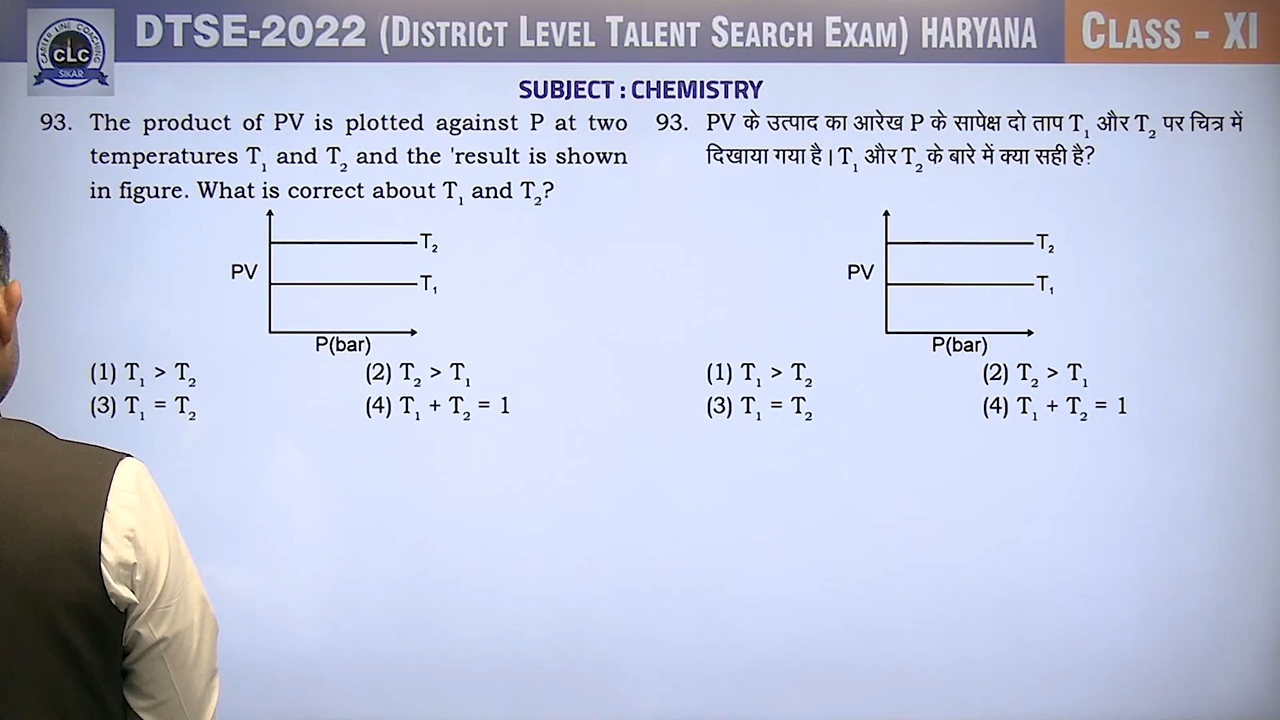 CAREER LINE COACHING
CLC
SIKAR
DTSE-2022 (DISTRICT LEVEL TALENT SEARCH EXAM) HARYANA
CLASS - XI
SUBJECT : CHEMISTRY
93. The product of PV is plotted against P at two
temperatures T₁ and T₂ and the 'result is shown
in figure. What is correct about T₁ and T₂?
PV
T₂
T₁
P(bar)
(1) T₁ > T₂ (2) T₂ > T₁
(3) T₁ = T₂ (4) T₁ + T₂ = 1
93. PV के उत्पाद का आरेख P के सापेक्ष दो ताप T₁ और T₂ पर चित्र में
दिखाया गया है। T₁ और T₂ के बारे में क्या सही है?
PV
T₂
T₁
P(bar)
(1) T₁ > T₂ (2) T₂ > T₁
(3) T₁ = T₂ (4) T₁ + T₂ = 1